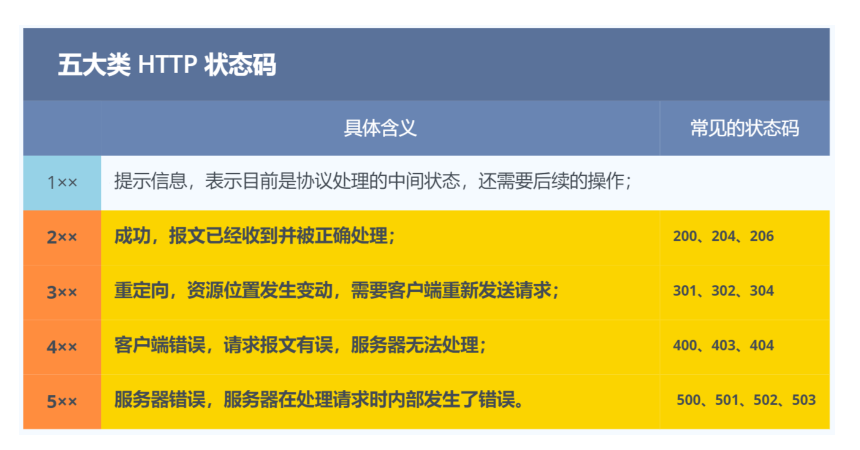 五大类 HTTP 状态码
具体含义 常见的状态码
1×× 提示信息，表示目前是协议处理的中间状态，还需要后续的操作；
2×× 成功，报文已经收到并被正确处理； 200、204、206
3×× 重定向，资源位置发生变动，需要客户端重新发送请求； 301、302、304
4×× 客户端错误，请求报文有误，服务器无法处理； 400、403、404
5×× 服务器错误，服务器在处理请求时内部发生了错误。 500、501、502、503